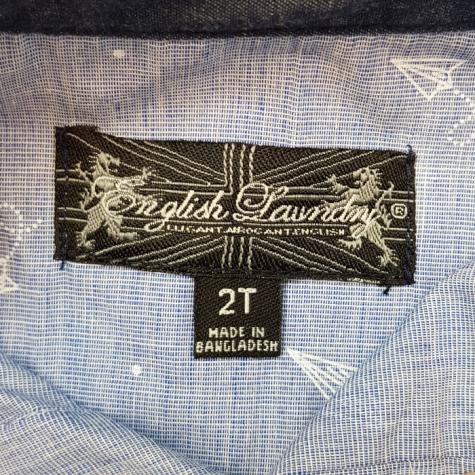 English Laundry®
ELEGANT.ARROGANT.ENGLISH
2T
MADE IN
BANGLADESH